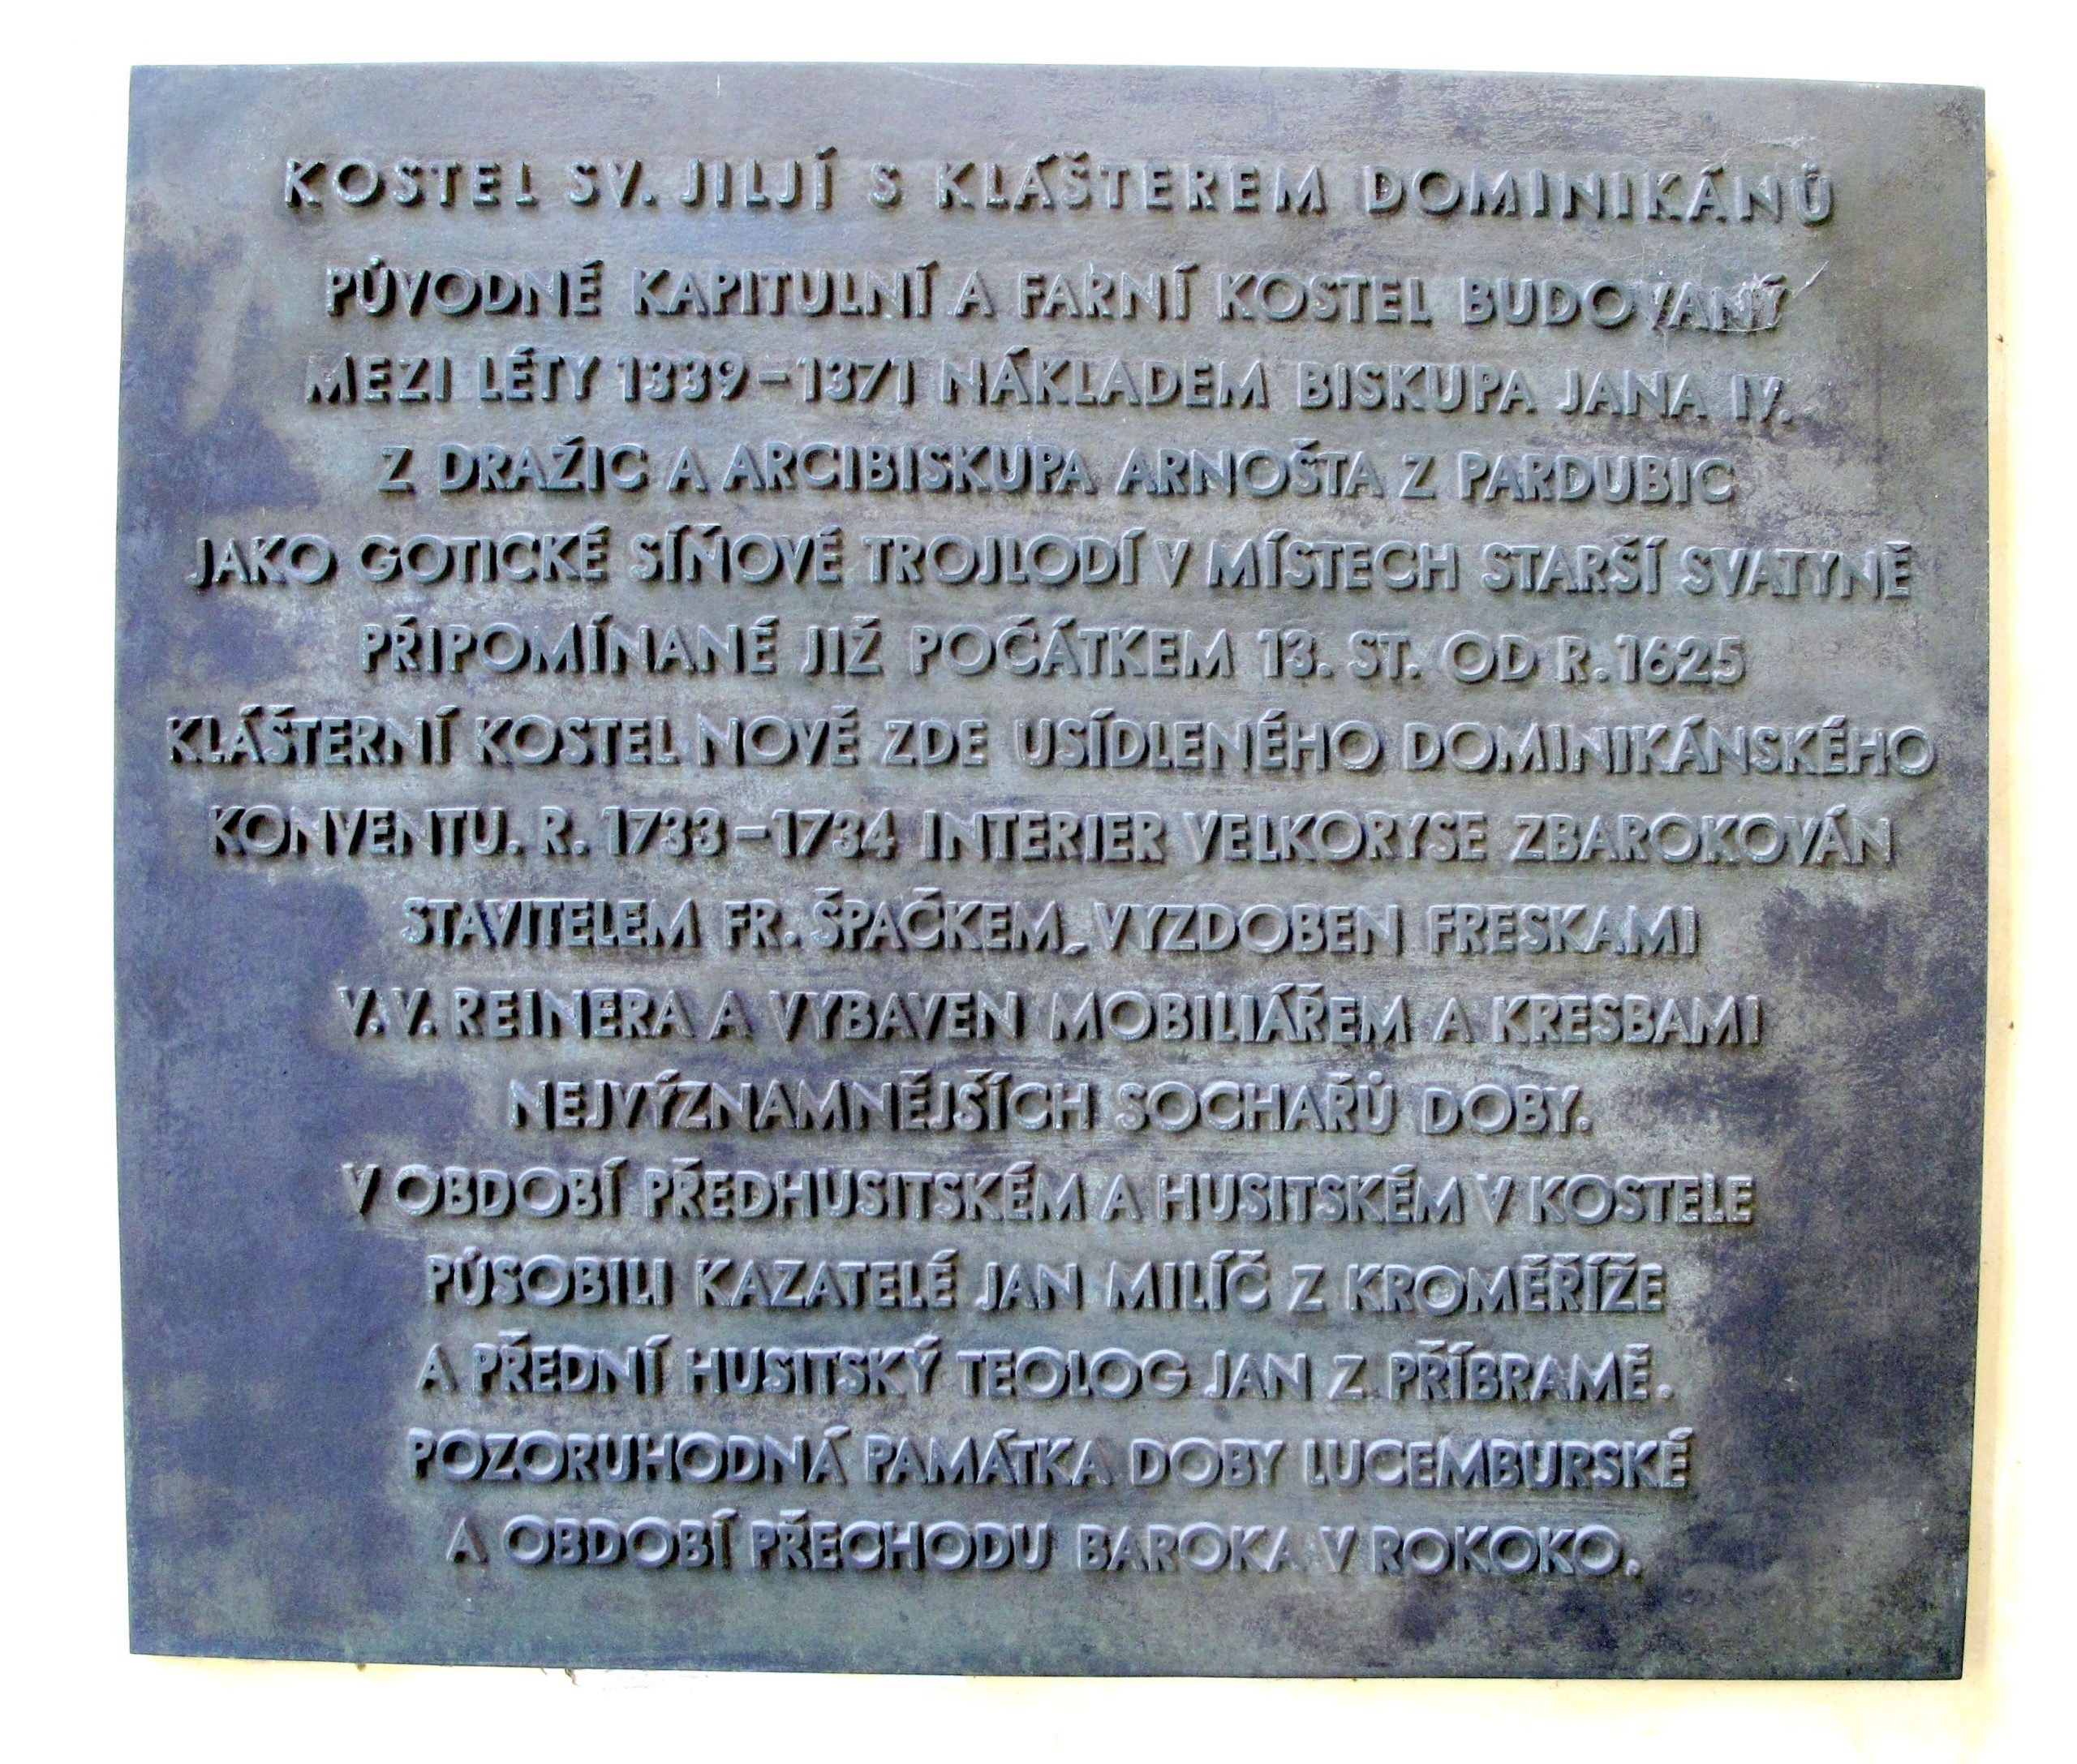 KOSTEL SV. JILJÍ S KLÁŠTEREM DOMINIKÁNŮ
PŮVODNĚ KAPITULNÍ A FARNÍ KOSTEL BUDOVANÝ
MEZI LÉTY 1339-1371 NÁKLADEM BISKUPA JANA IV.
Z DRAŽIC A ARCIBISKUPA ARNOŠTA Z PARDUBIC
JAKO GOTICKÉ SÍŇOVÉ TROJLODÍ V MÍSTECH STARŠÍ SVATYNĚ
PŘIPOMÍNANÉ JIŽ POČÁTKEM 13. ST. OD R. 1625
KLÁŠTERNÍ KOSTEL NOVĚ ZDE USÍDLENÉHO DOMINIKÁNSKÉHO
KONVENTU. R. 1733-1734 INTERIER VELKORYSE ZBAROKOVÁN
STAVITELEM FR. ŠPAČKEM, VYZDOBEN FRESKAMI
V. V. REINERA A VYBAVEN MOBILIÁŘEM A KRESBAMI
NEJVÝZNAMNĚJŠÍCH SOCHAŘŮ DOBY.
V OBDOBÍ PŘEDHUSITSKÉM A HUSITSKÉM V KOSTELE
PŮSOBILI KAZATELÉ JAN MILÍČ Z KROMĚŘÍŽE
A PŘEDNÍ HUSITSKÝ TEOLOG JAN Z PŘÍBRAMĚ.
POZORUHODNÁ PAMÁTKA DOBY LUCEMBURSKÉ
A OBDOBÍ PŘECHODU BAROKA V ROKOKO.